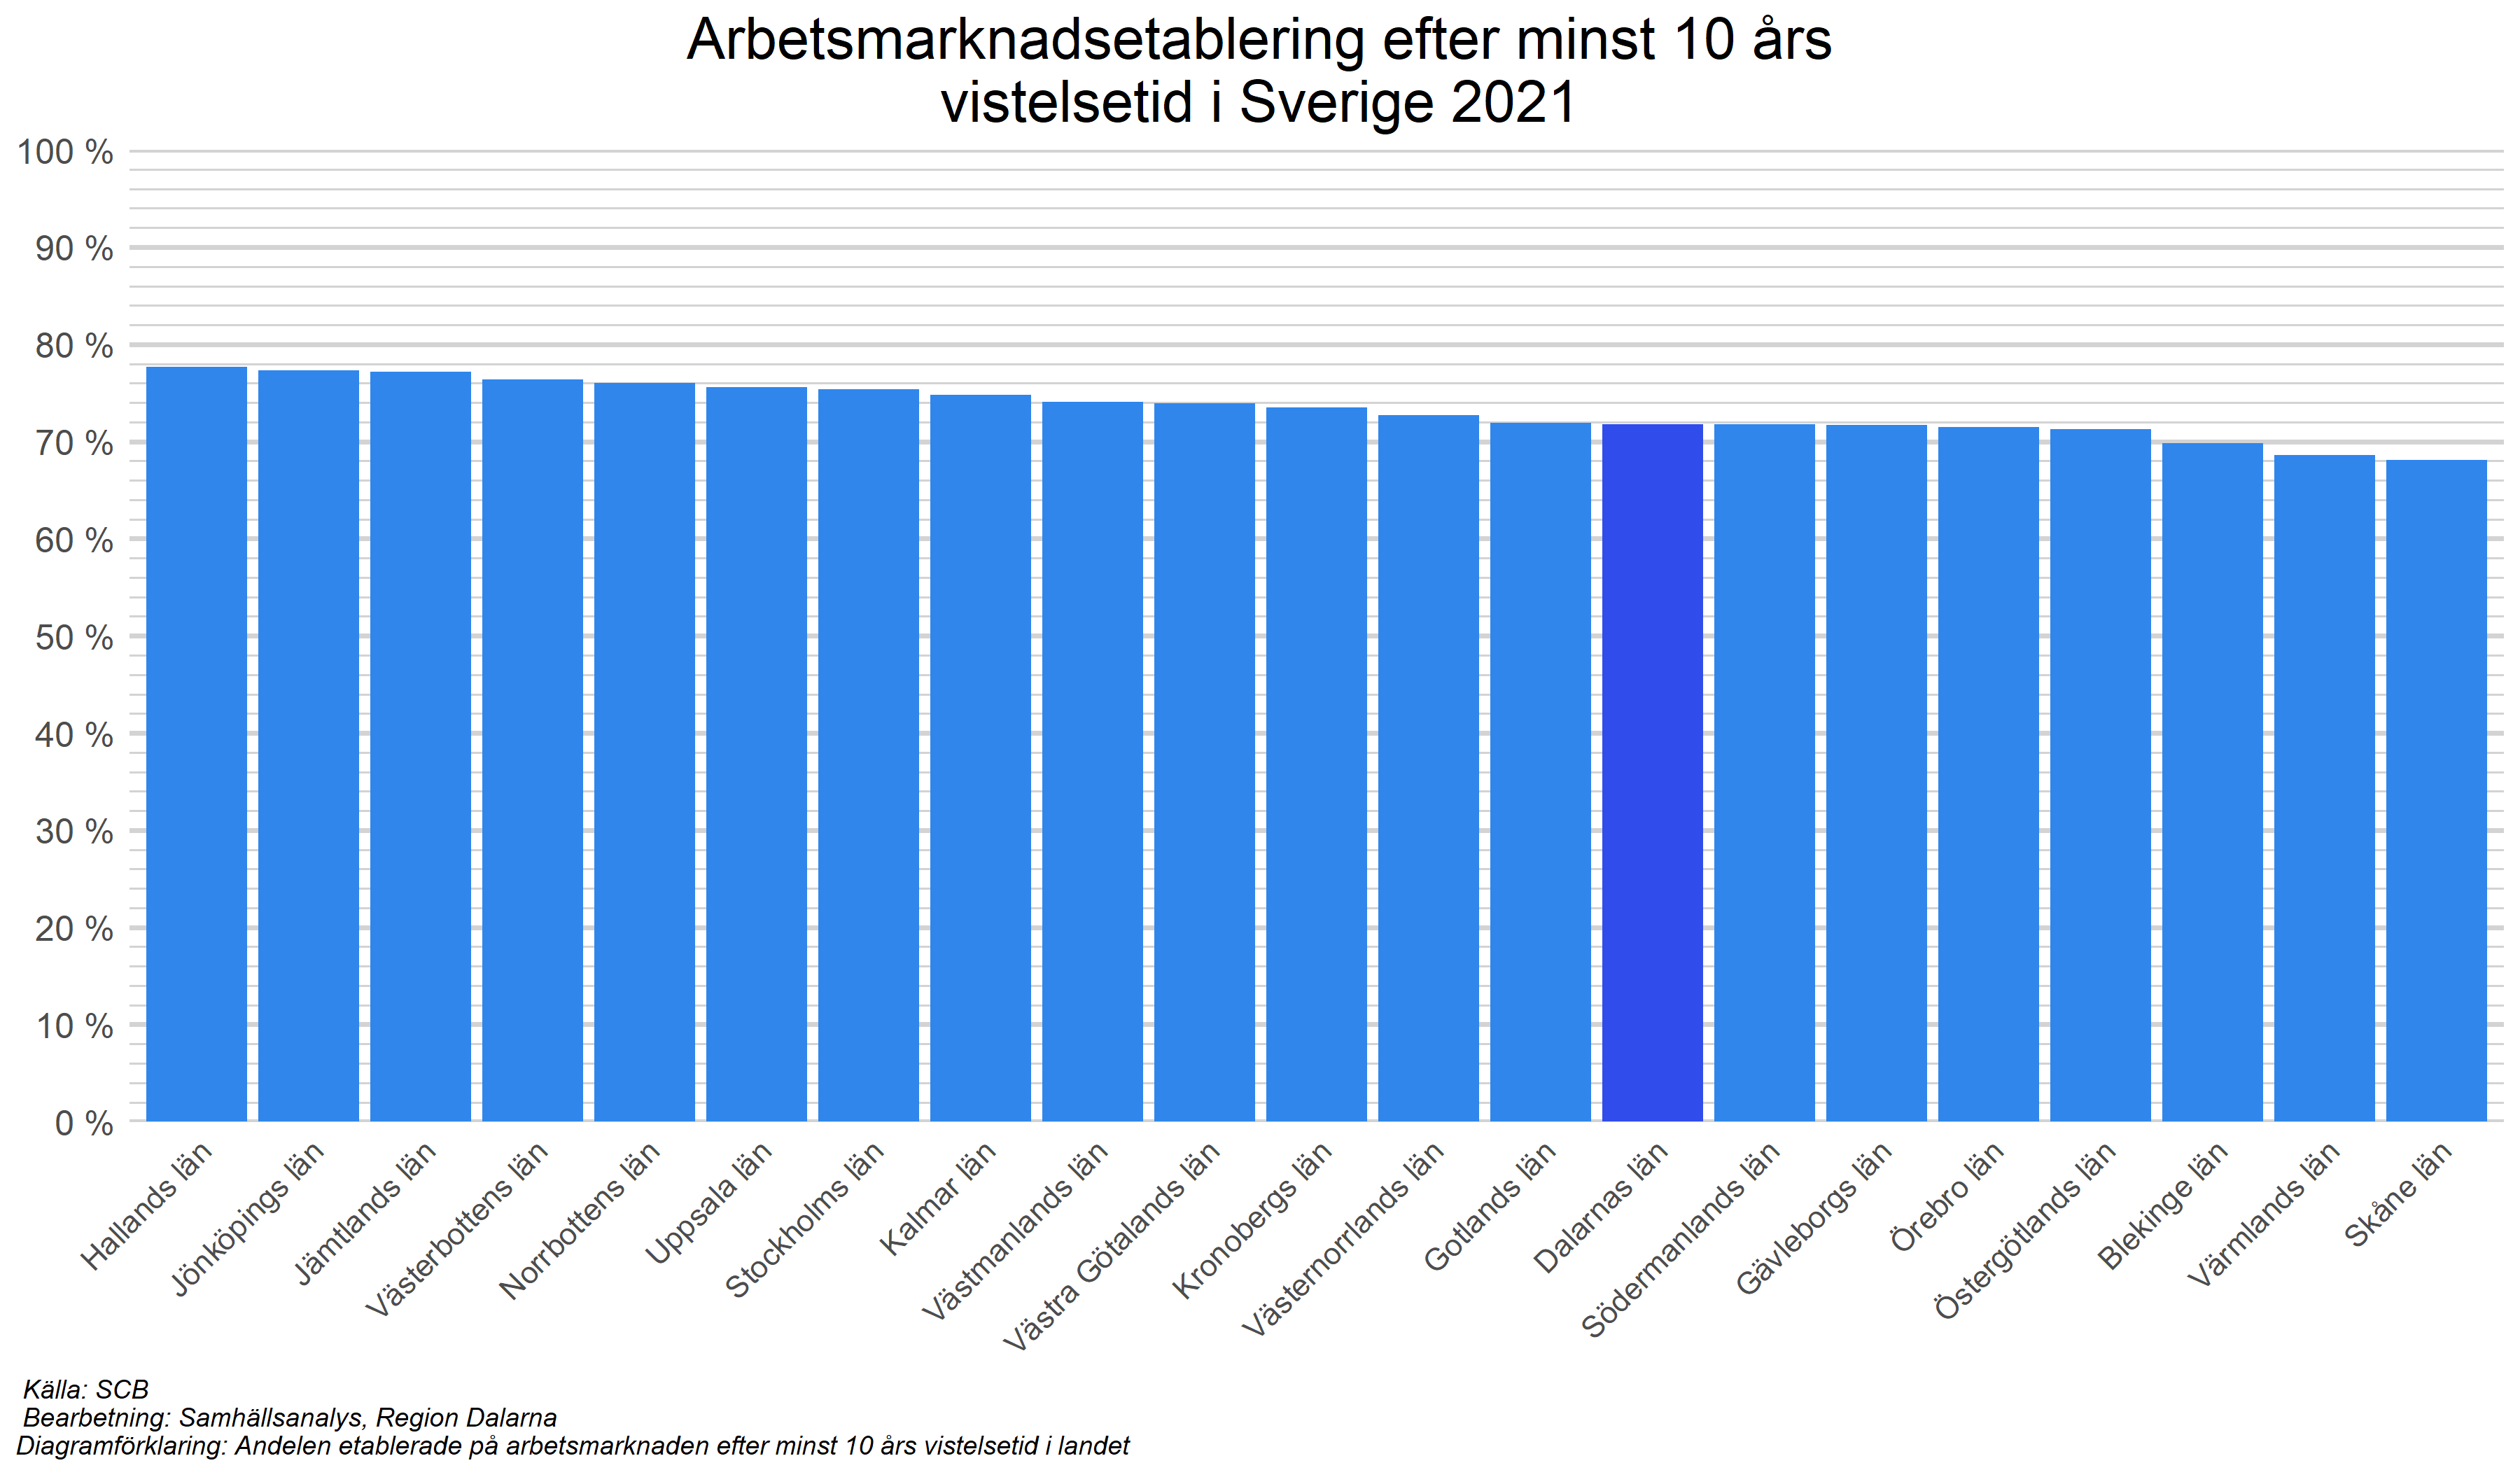 Arbetsmarknadsetablering efter minst 10 års
vistelsetid i Sverige 2021
100 %
90 %
80 %
70 %
60 %
50 %
40 %
30 %
20 %
10 %
0 %
Hallands län
Jönköpings län
Jämtlands län
Västerbottens län
Norrbottens län
Uppsala län
Stockholms län
Kalmar län
Västmanlands län
Västra Götalands län
Kronobergs län
Västernorrlands län
Gotlands län
Dalarnas län
Södermanlands län
Gävleborgs län
Örebro län
Östergötlands län
Blekinge län
Värmlands län
Skåne län
Källa: SCB
Bearbetning: Samhällsanalys, Region Dalarna
Diagramförklaring: Andelen etablerade på arbetsmarknaden efter minst 10 års vistelsetid i landet